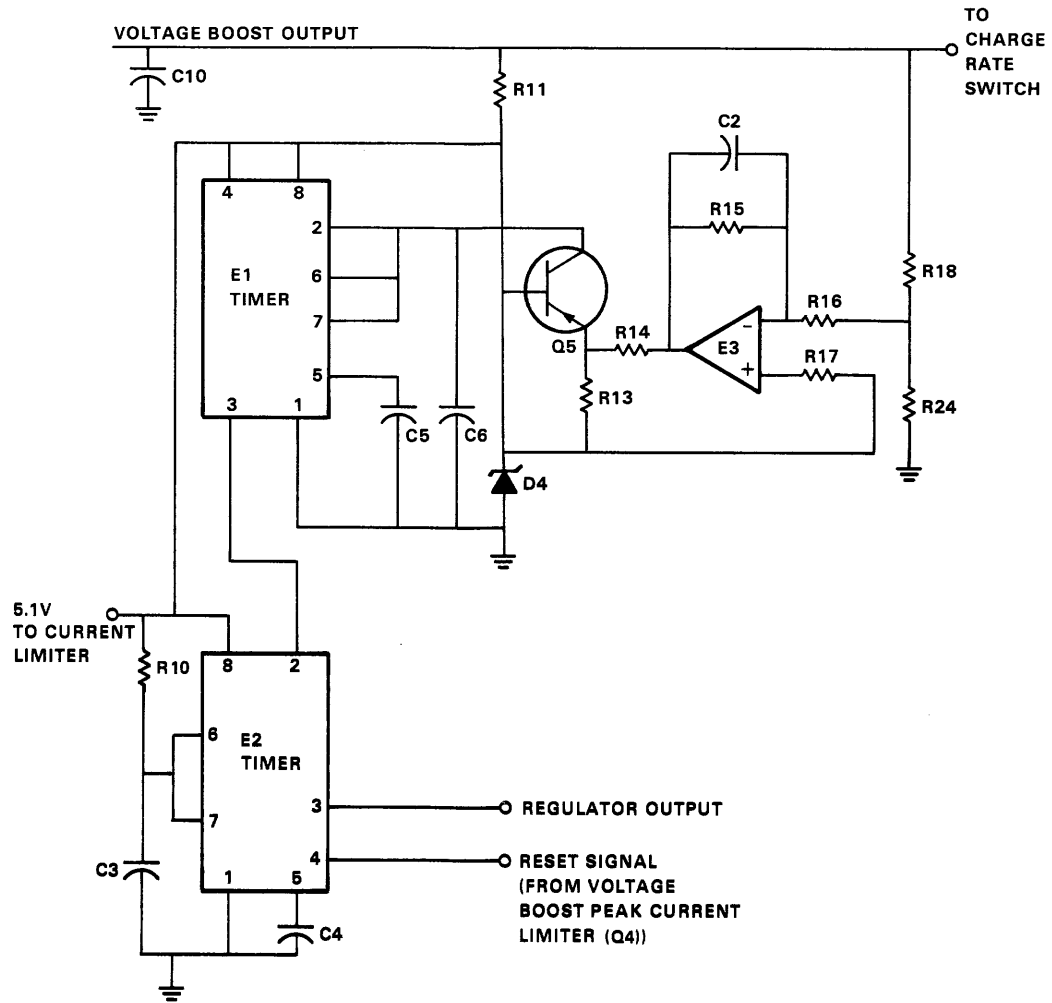 TO
CHARGE
RATE
SWITCH
VOLTAGE BOOST OUTPUT
C10
R11
C2
4 8
2
R15
E1
TIMER
6
R18
R16
7
Q5
R14
E3
-
+
R17
5
R13
3 1
C5
C6
R24
D4
5.1V
TO CURRENT
LIMITER
R10
8 2
6
E2
TIMER
3
REGULATOR OUTPUT
7
4
RESET SIGNAL
(FROM VOLTAGE
BOOST PEAK CURRENT
LIMITER (Q4))
C3
1 5
C4